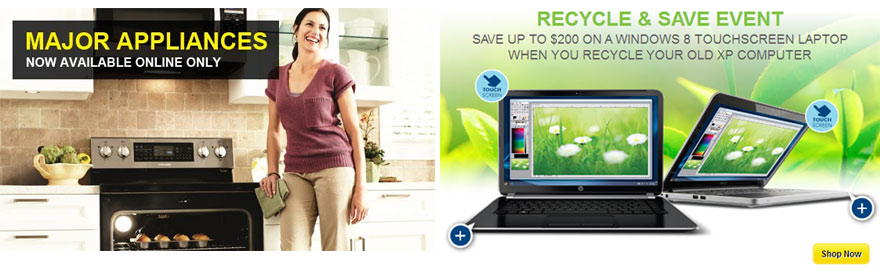 MAJOR APPLIANCES
NOW AVAILABLE ONLINE ONLY
RECYCLE & SAVE EVENT
SAVE UP TO $200 ON A WINDOWS 8 TOUCHSCREEN LAPTOP
WHEN YOU RECYCLE YOUR OLD XP COMPUTER
TOUCH
SCREEN
TOUCH
SCREEN
Shop Now